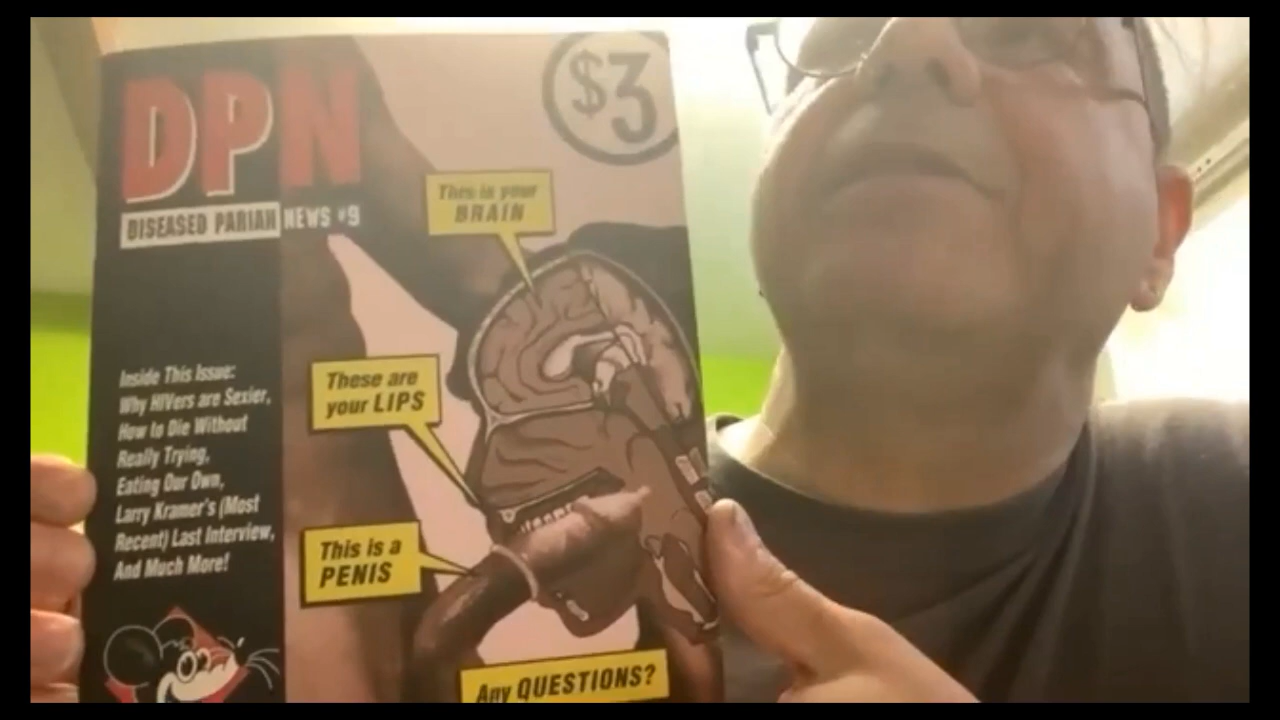 DPN
$3
DISEASED PARIAH NEWS #9
This is your
BRAIN
These are
your LIPS
This is a
PENIS
Inside This Issue:
Why HIVers are Sexier,
How to Die Without
Really Trying,
Eating Our Own,
Larry Kramer's (Most
Recent) Last Interview,
And Much More!
Any QUESTIONS?